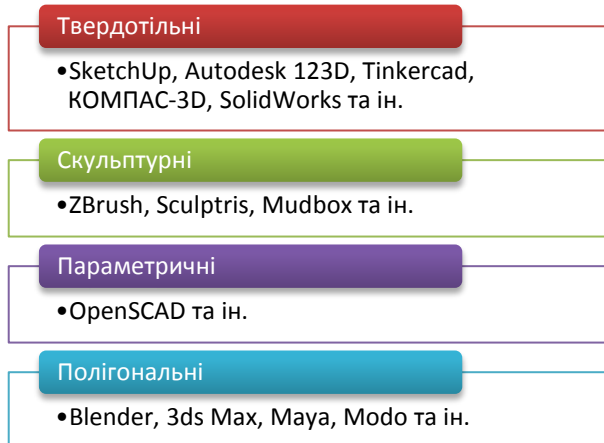 Твердотільні
•SketchUp, Autodesk 123D, Tinkercad,
КОМПАС-3D, SolidWorks та ін.
Скульптурні
•ZBrush, Sculptris, Mudbox та ін.
Параметричні
•OpenSCAD та ін.
Полігональні
•Blender, 3ds Max, Maya, Modo та ін.